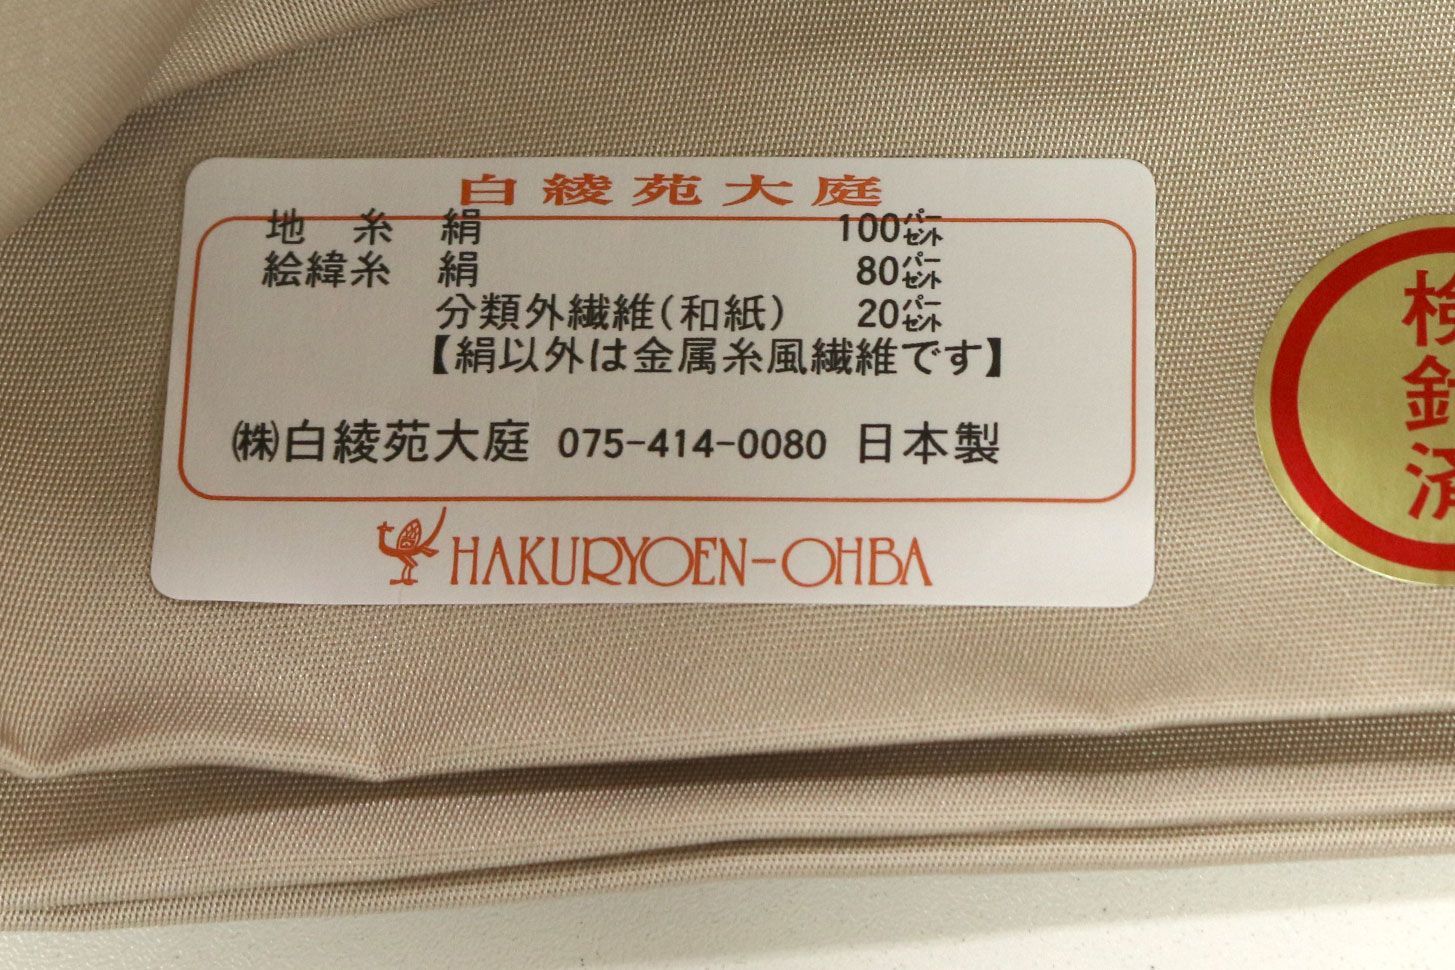 白綾苑大庭
地 糸 絹 100パーセント
絵緯糸 絹 80パーセント
分類外繊維(和紙) 20パーセント
【絹以外は金属糸風繊維です】
㈱白綾苑大庭 075-414-0080 日本製
HAKURYOEN-OHBA
検
針
済